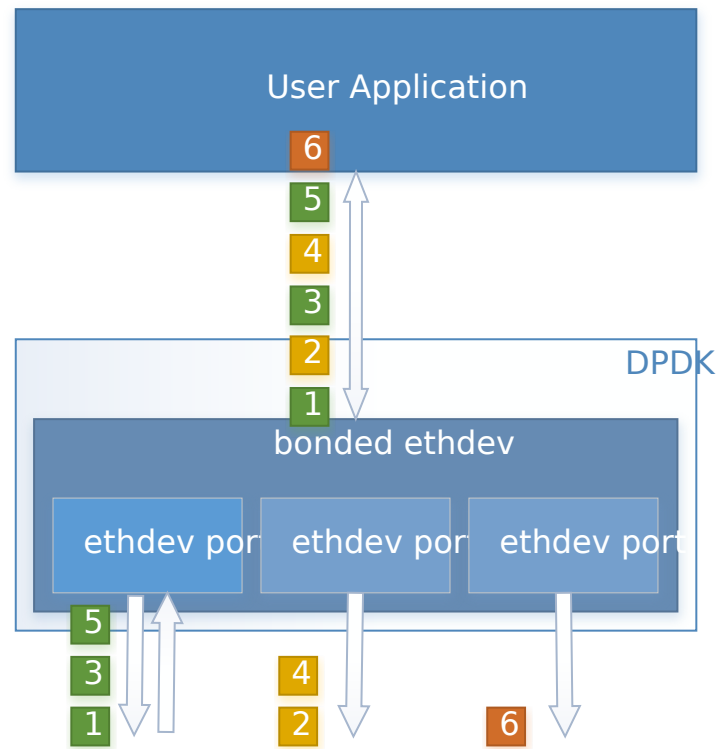 User Application
6
5
4
3
2
1
DPDK
bonded ethdev
ethdev port
ethdev port
ethdev port
5
3
1
4
2
6